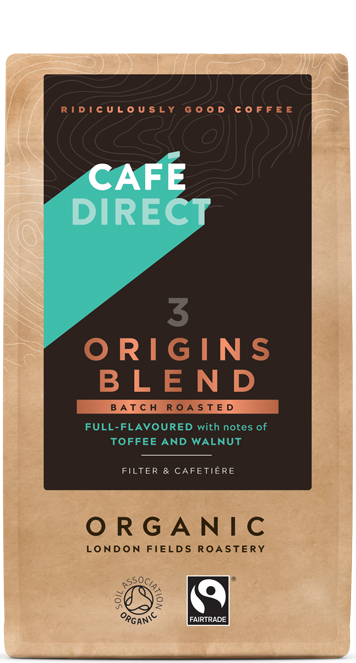 RIDICULOUSLY GOOD COFFEE
CAFÉ
DIRECT
3
ORIGINS
BLEND
BATCH ROASTED
FULL-FLAVOURED with notes of
TOFFEE AND WALNUT
FILTER & CAFETIÉRE
ORGANIC
LONDON FIELDS ROASTERY
SOIL ASSOCIATION
ORGANIC
FAIRTRADE
®